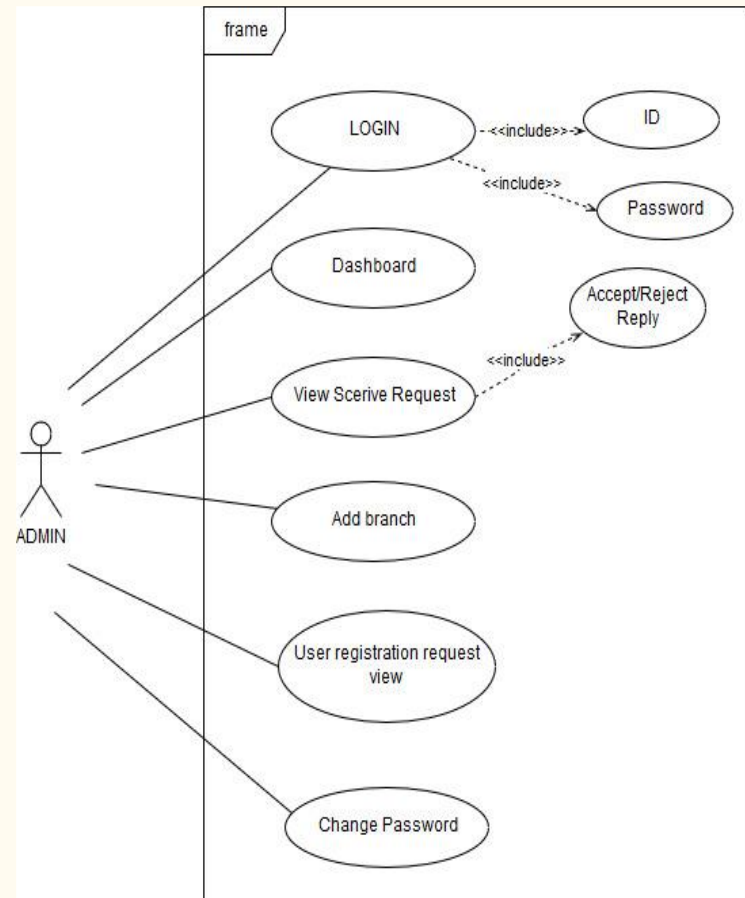 frame
LOGIN
<<include>>
ID
<<include>>
Password
Dashboard
Accept/Reject
Reply
<<include>>
View Scerive Request
Add branch
ADMIN
User registration request
view
Change Password